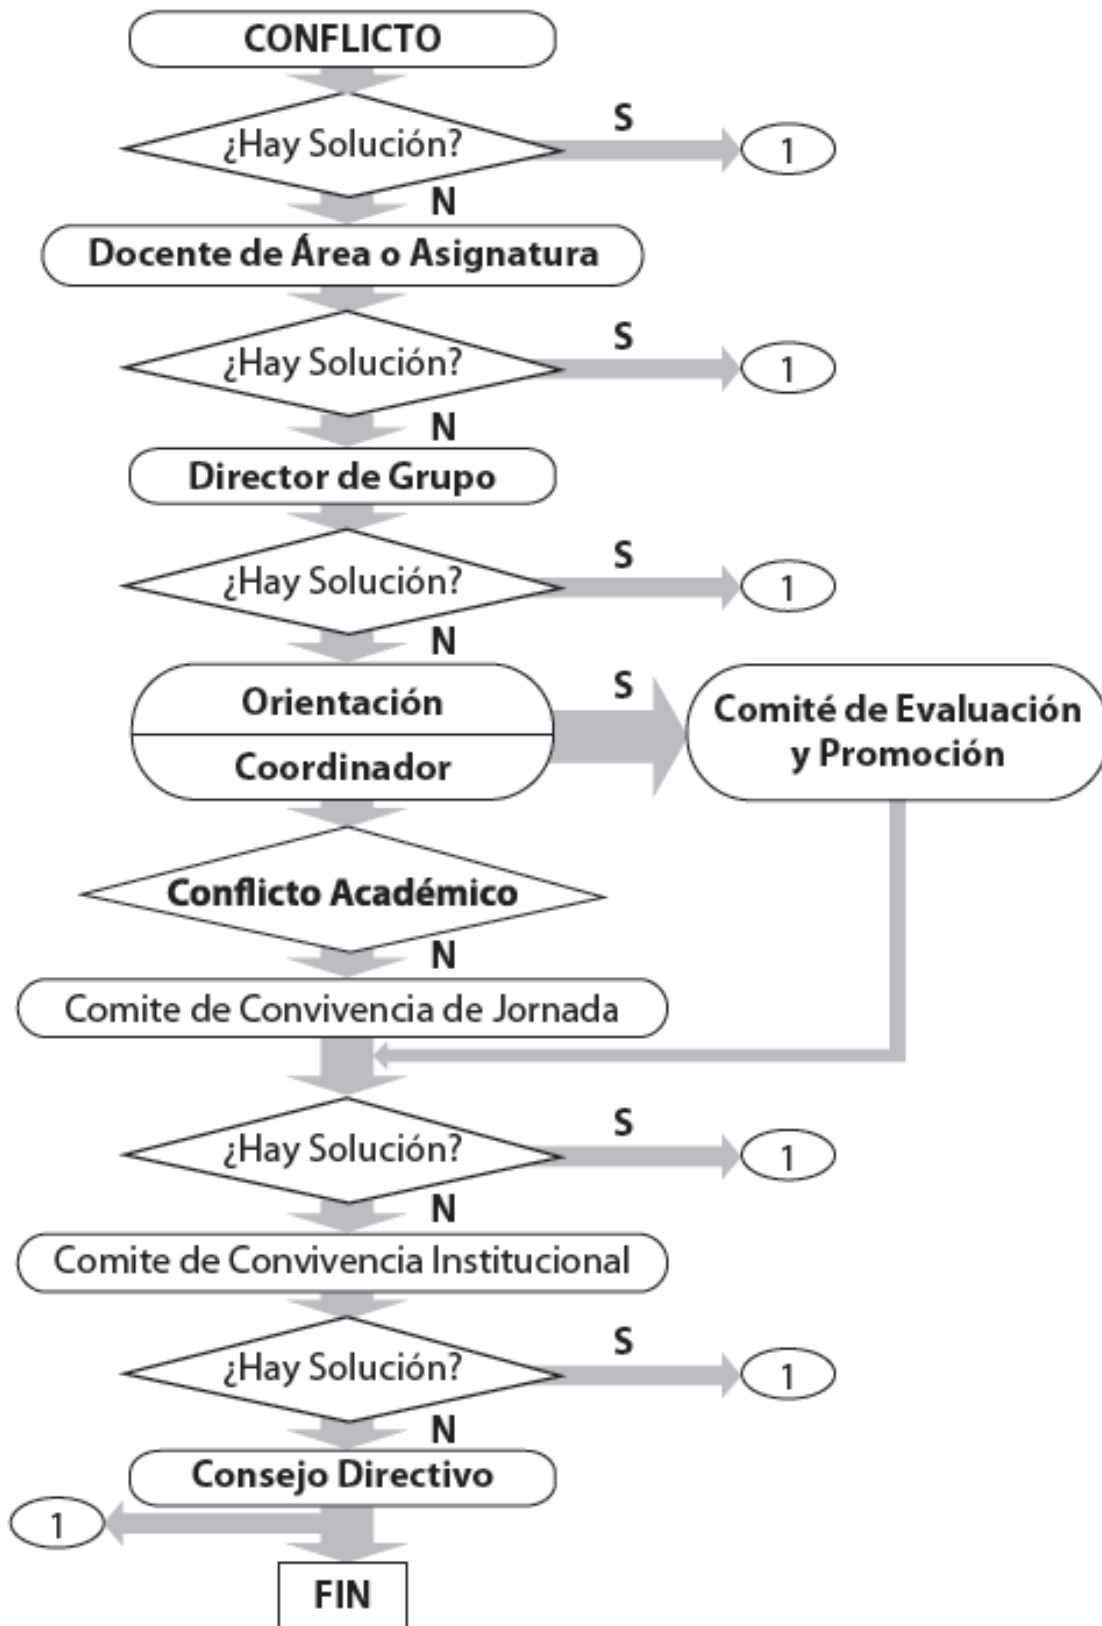 CONFLICTO
¿Hay Solución?
S
1
N
Docente de Área o Asignatura
¿Hay Solución?
S
1
N
Director de Grupo
¿Hay Solución?
S
1
N
Orientación
Coordinador
S
Comité de Evaluación
y Promoción
Conflicto Académico
N
Comite de Convivencia de Jornada
¿Hay Solución?
S
1
N
Comite de Convivencia Institucional
¿Hay Solución?
S
1
N
Consejo Directivo
1
FIN